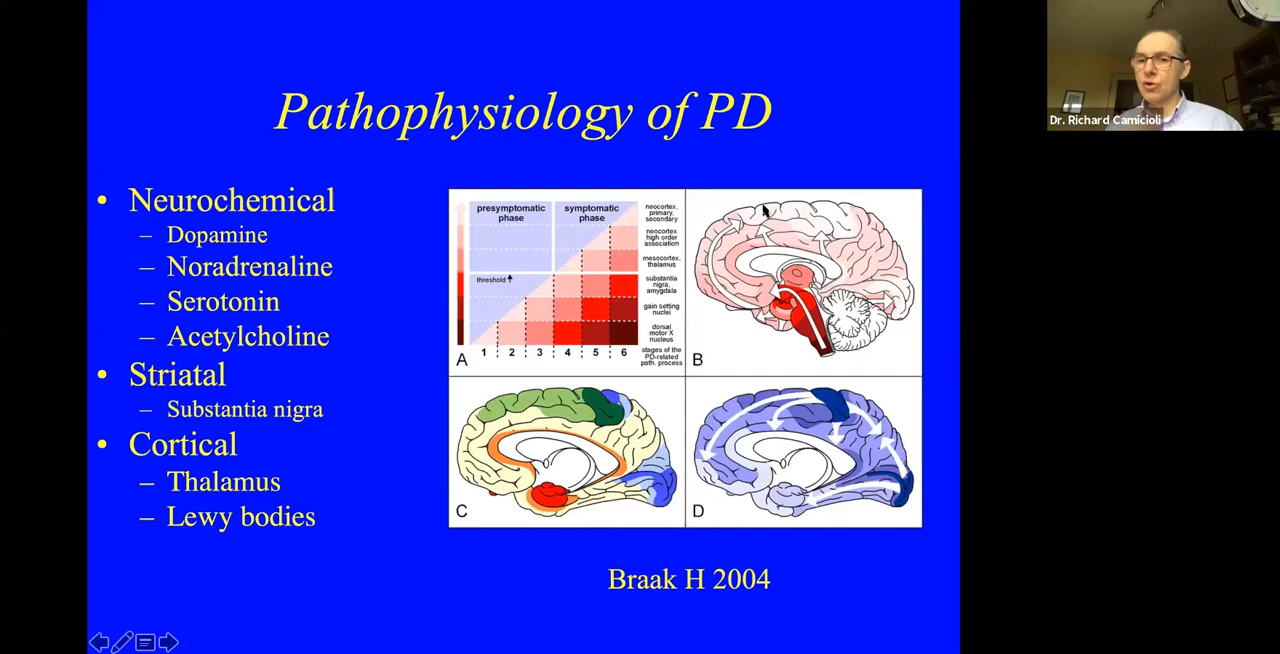 Pathophysiology of PD
• Neurochemical
– Dopamine
– Noradrenaline
– Serotonin
– Acetylcholine
• Striatal
– Substantia nigra
• Cortical
– Thalamus
– Lewy bodies
presymptomatic
phase
symptomatic
phase
threshold
neocortex,
primary,
secondary
neocortex
high order
association
mesocortex,
thalamus
substantia
nigra,
amygdala
gain setting
nuclei
dorsal
motor X
nucleus
1 2 3 4 5 6
stages of the
PD-related
path. process
A
B
C
D
Braak H 2004
Dr. Richard Camicioli